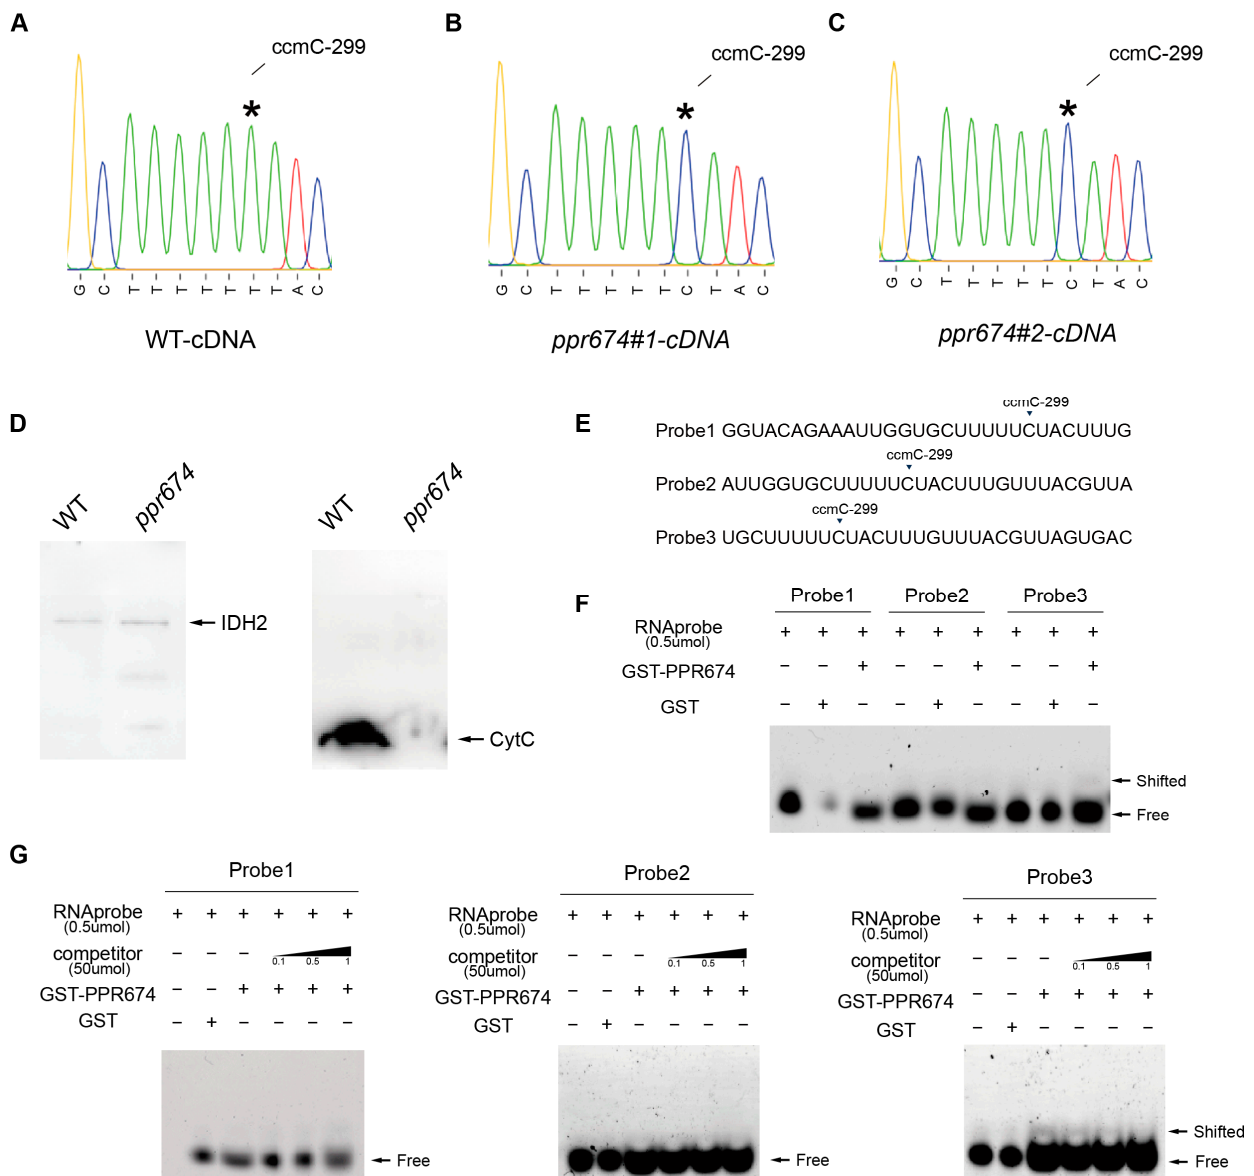 A
B
C
ccmC-299
ccmC-299
ccmC-299
*
*
*
G C T T T T T T T A C
G C T T T T T C T A C
G C T T T T T C T A C
WT-cDNA
ppr674#1-cDNA
ppr674#2-cDNA
D
WT
ppr674
IDH2
WT
ppr674
CytC
E
ccmC-299
Probe1 GGUACAGAAAUUGGUGCUUUUUCUACUUUG
ccmC-299
Probe2 AUUGGUGCUUUUUCUACUUUGUUUACGUUA
ccmC-299
Probe3 UGCUUUUUCUACUUUGUUUACGUUAGUGAC
F
Probe1 Probe2 Probe3
RNAprobe + + + + + + + + +
(0.5umol)
GST-PPR674 − − + − − + − − +
GST − + − − + − − + −
Shifted
Free
G
Probe1
RNAprobe + + + + + +
(0.5umol)
competitor − − −
(50umol) 0.1 0.5 1
GST-PPR674 − − + + + +
GST − + − − − −
Free
Probe2
RNAprobe + + + + + +
(0.5umol)
competitor − − −
(50umol) 0.1 0.5 1
GST-PPR674 − − + + + +
GST − + − − − −
Free
Probe3
RNAprobe + + + + + +
(0.5umol)
competitor − − −
(50umol) 0.1 0.5 1
GST-PPR674 − − + + + +
GST − + − − − −
Shifted
Free